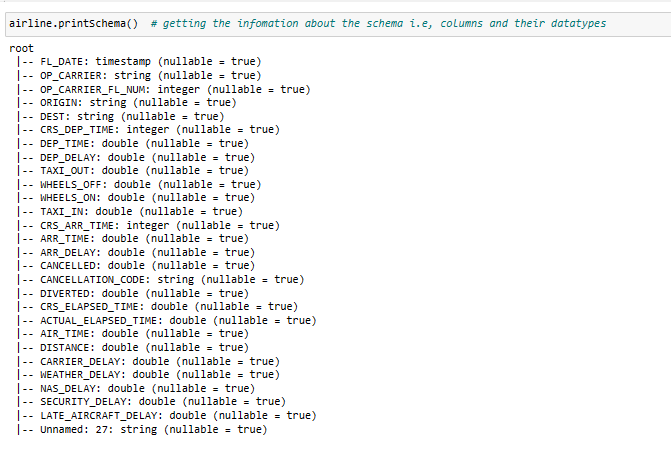 airline.printSchema()  # getting the infomation about the schema i.e, columns and their datatypes
root
 |-- FL_DATE: timestamp (nullable = true)
 |-- OP_CARRIER: string (nullable = true)
 |-- OP_CARRIER_FL_NUM: integer (nullable = true)
 |-- ORIGIN: string (nullable = true)
 |-- DEST: string (nullable = true)
 |-- CRS_DEP_TIME: integer (nullable = true)
 |-- DEP_TIME: double (nullable = true)
 |-- DEP_DELAY: double (nullable = true)
 |-- TAXI_OUT: double (nullable = true)
 |-- WHEELS_OFF: double (nullable = true)
 |-- WHEELS_ON: double (nullable = true)
 |-- TAXI_IN: double (nullable = true)
 |-- CRS_ARR_TIME: integer (nullable = true)
 |-- ARR_TIME: double (nullable = true)
 |-- ARR_DELAY: double (nullable = true)
 |-- CANCELLED: double (nullable = true)
 |-- CANCELLATION_CODE: string (nullable = true)
 |-- DIVERTED: double (nullable = true)
 |-- CRS_ELAPSED_TIME: double (nullable = true)
 |-- ACTUAL_ELAPSED_TIME: double (nullable = true)
 |-- AIR_TIME: double (nullable = true)
 |-- DISTANCE: double (nullable = true)
 |-- CARRIER_DELAY: double (nullable = true)
 |-- WEATHER_DELAY: double (nullable = true)
 |-- NAS_DELAY: double (nullable = true)
 |-- SECURITY_DELAY: double (nullable = true)
 |-- LATE_AIRCRAFT_DELAY: double (nullable = true)
 |-- Unnamed: 27: string (nullable = true)